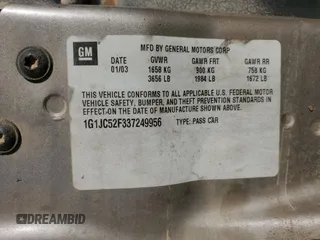 GM
MFD BY GENERAL MOTORS CORP
DATE GVWR GAWR FRT GAWR RR
01/03 1658 KG 900 KG 758 KG
3656 LB 1984 LB 1672 LB
THIS VEHICLE CONFORMS TO ALL APPLICABLE U.S. FEDERAL MOTOR
VEHICLE SAFETY, BUMPER, AND THEFT PREVENTION STANDARDS
IN EFFECT ON THE DATE OF MANUFACTURE SHOWN ABOVE.
1G1JC52F337249956 TYPE: PASS CAR
DREAMBID